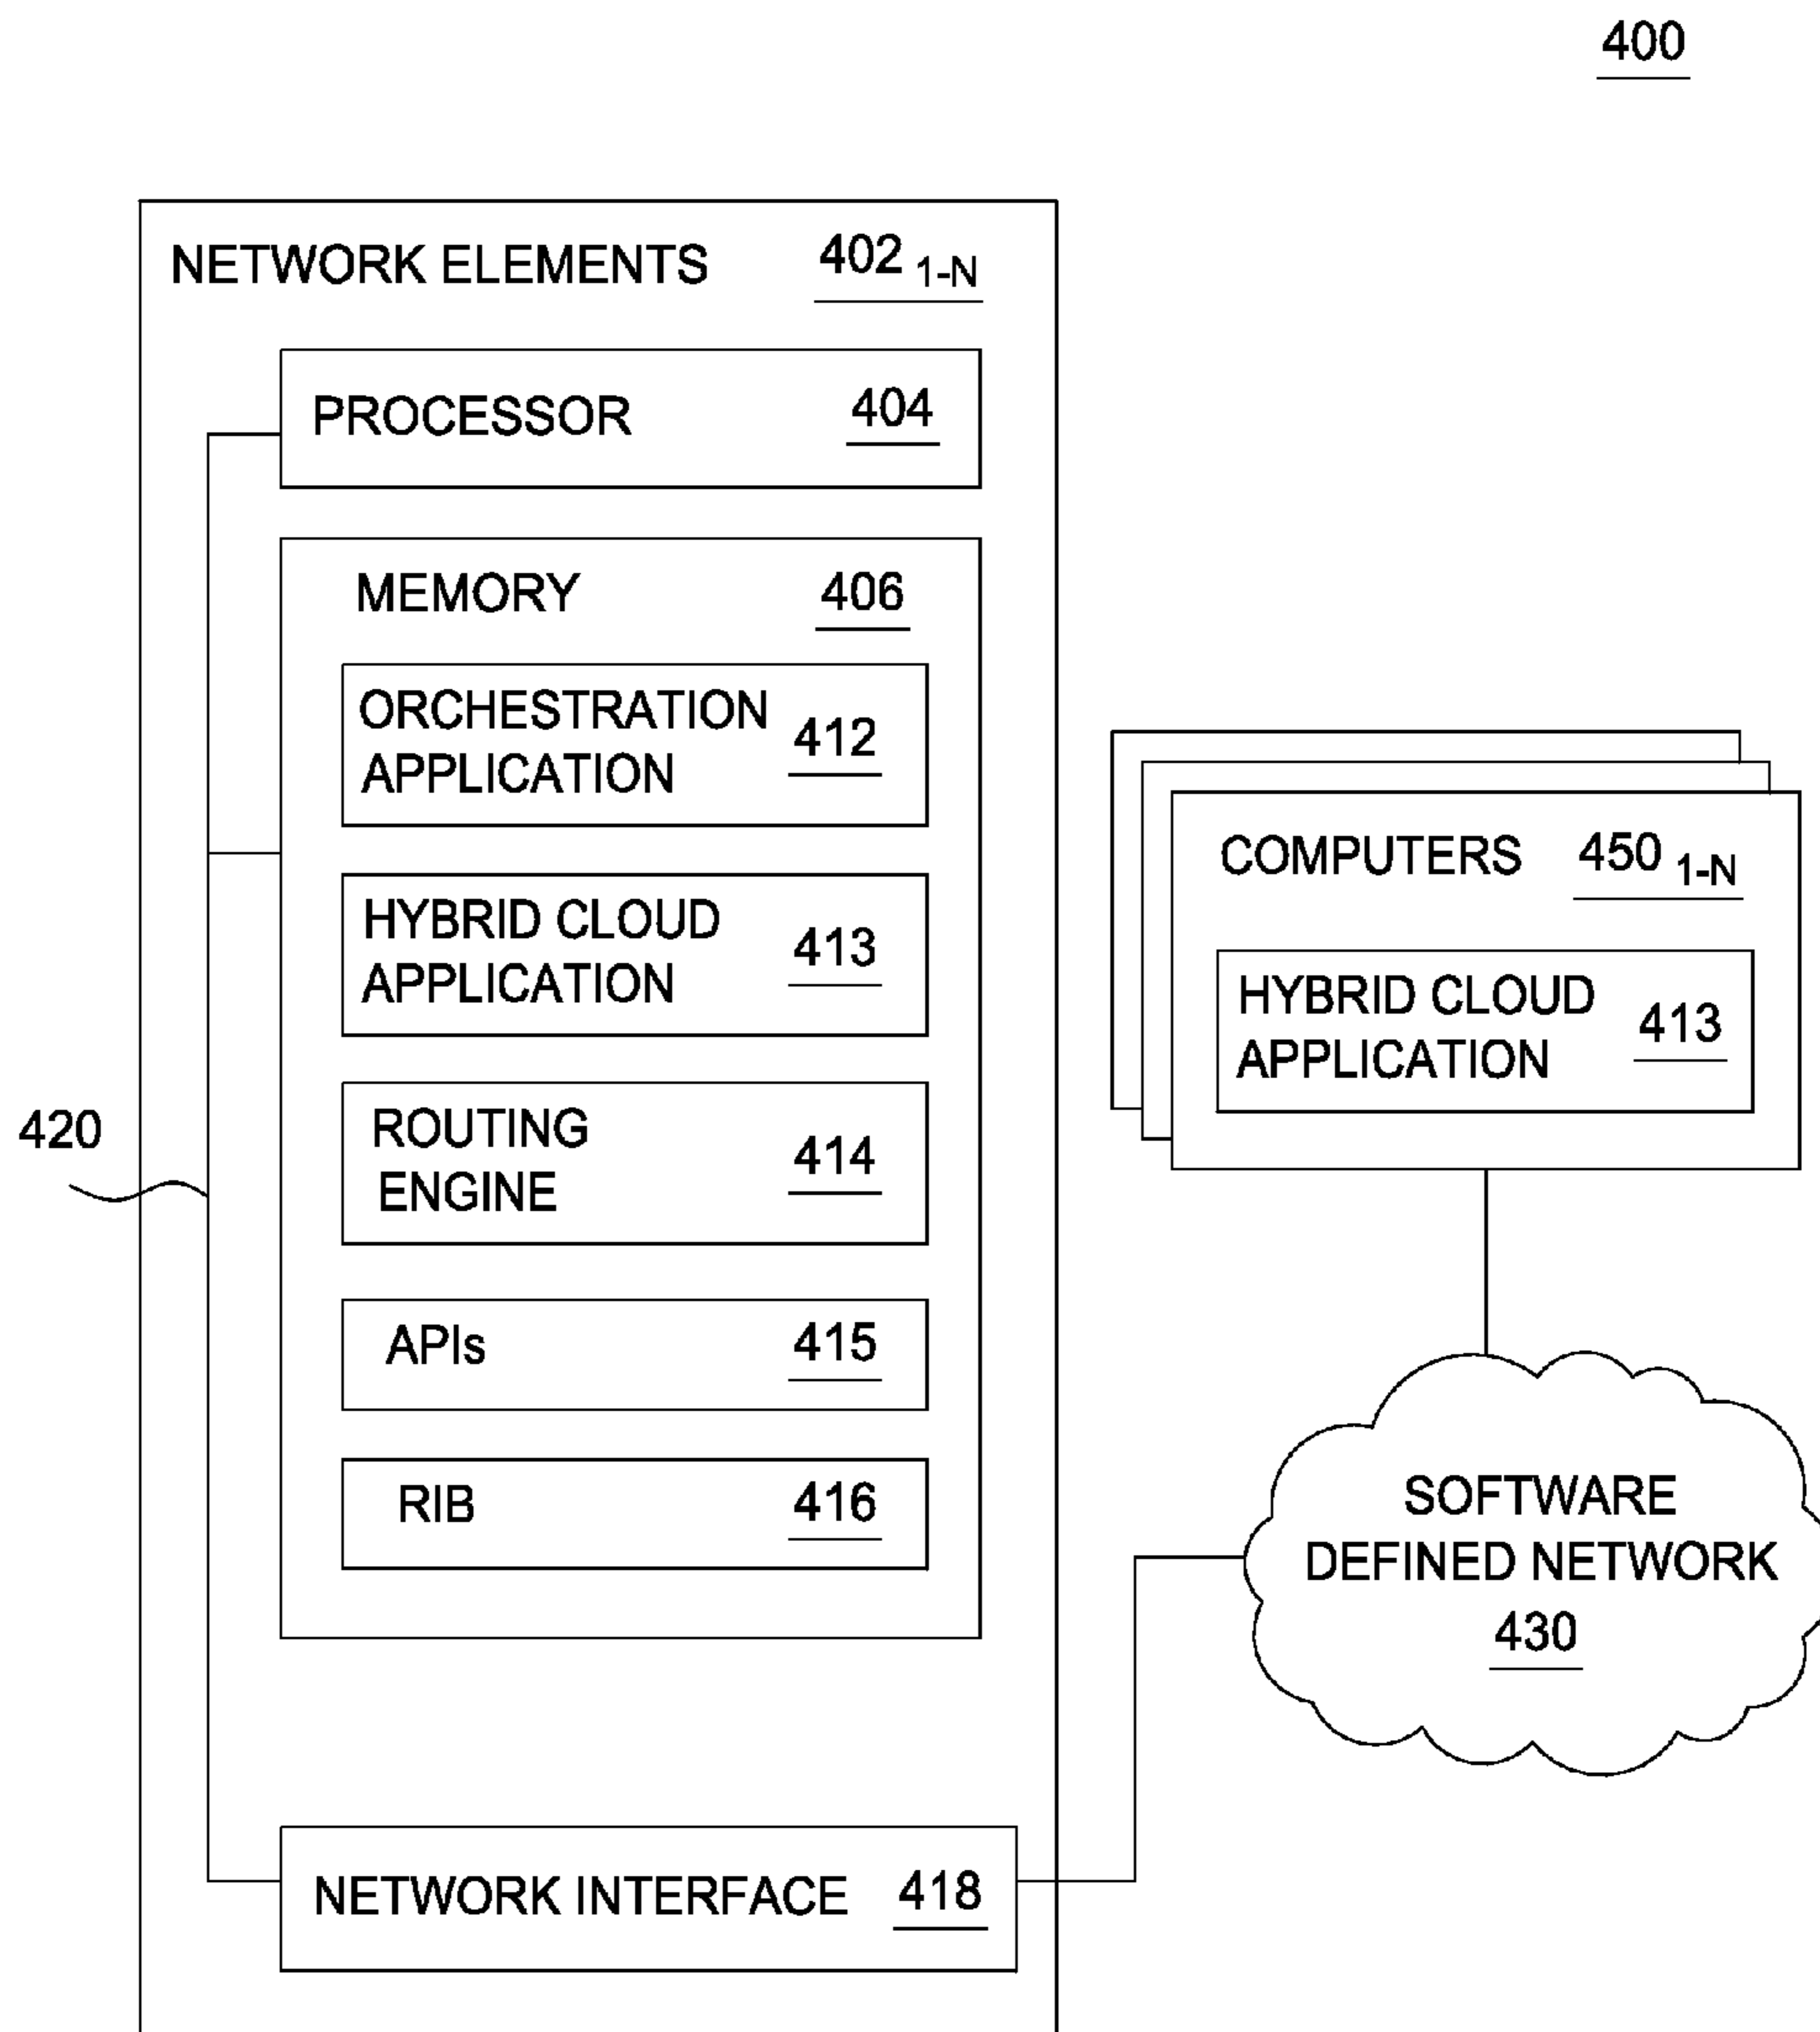 400
NETWORK ELEMENTS 402 1-N
PROCESSOR 404
MEMORY 406
ORCHESTRATION
APPLICATION 412
HYBRID CLOUD
APPLICATION 413
ROUTING
ENGINE 414
APIs 415
RIB 416
NETWORK INTERFACE 418
420
COMPUTERS 450 1-N
HYBRID CLOUD
APPLICATION 413
SOFTWARE
DEFINED NETWORK
430